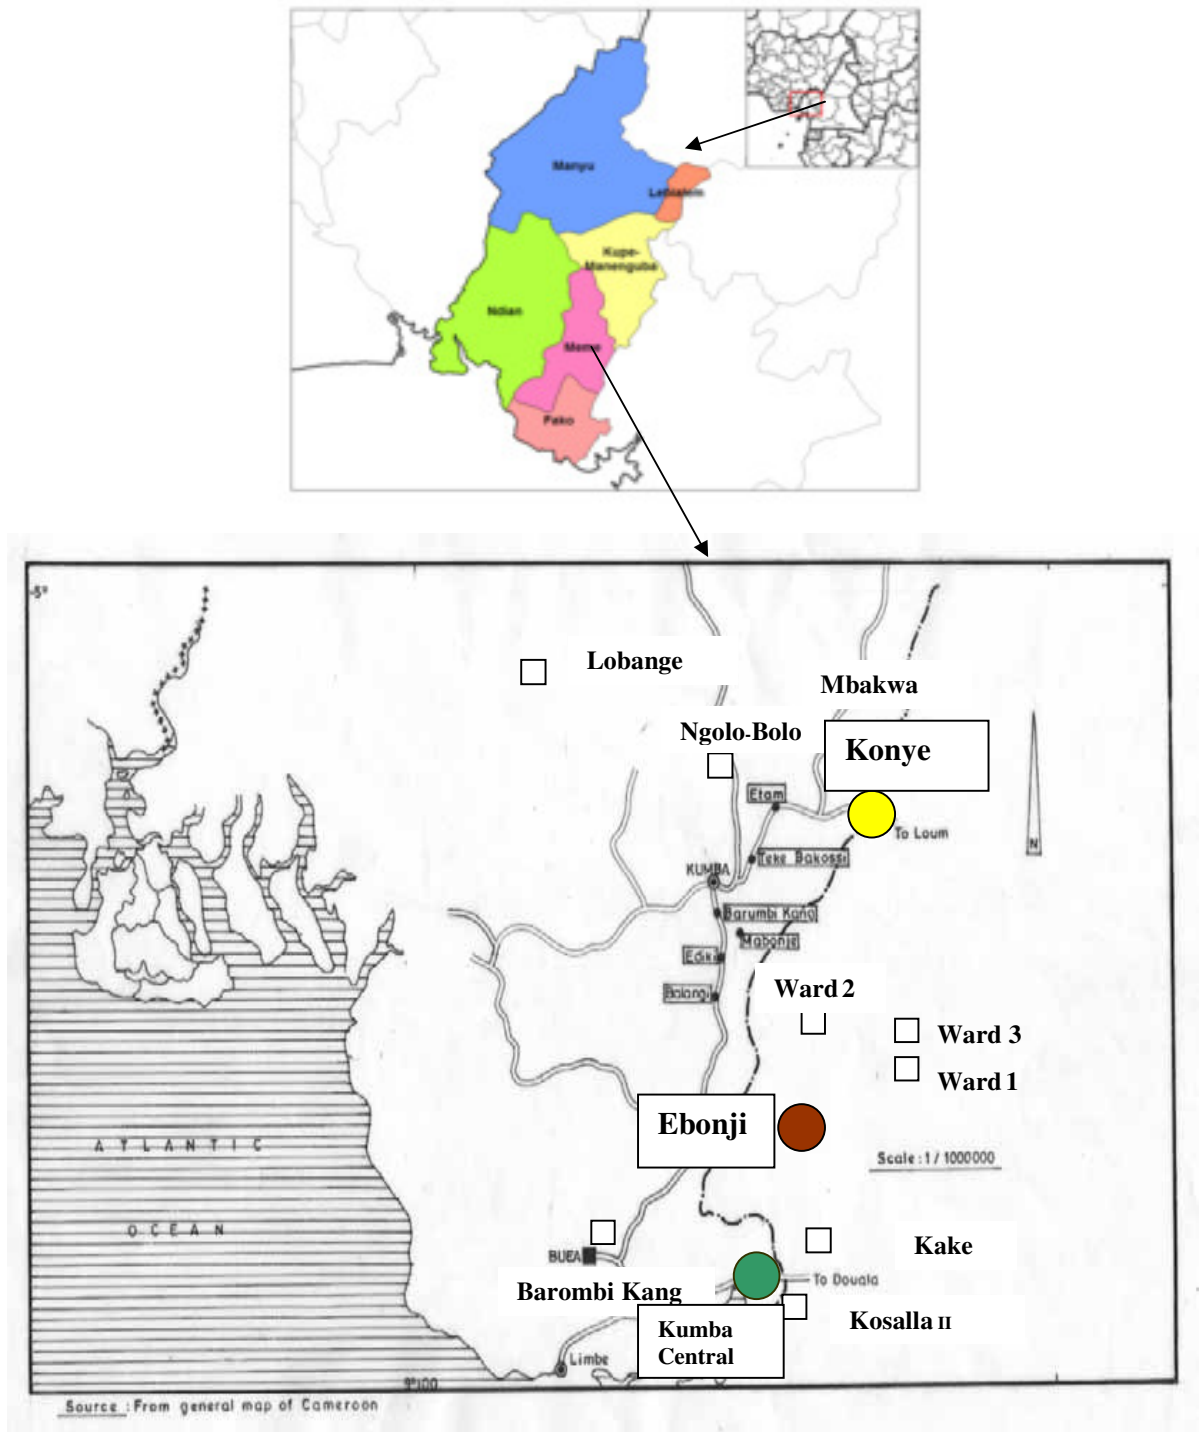 Manyu
Lebialem
Kupe-
Manenguba
Ndian
Meme
Fako
5°
Lobange
Mbakwa
Ngolo-Bolo
Konye
Etam
To Loum
N
Teke Bakossi
KUMBA
Barumbi Kang
Mabonje
Ediki
Balangi
Ward 2
Ward 3
Ward 1
Ebonji
ATLANTIC
Scale : 1 / 1000000
OCEAN
BUEA
Kake
To Douala
Barombi Kang
Kosalla II
Kumba
Central
Limbe
Source : From general map of Cameroon